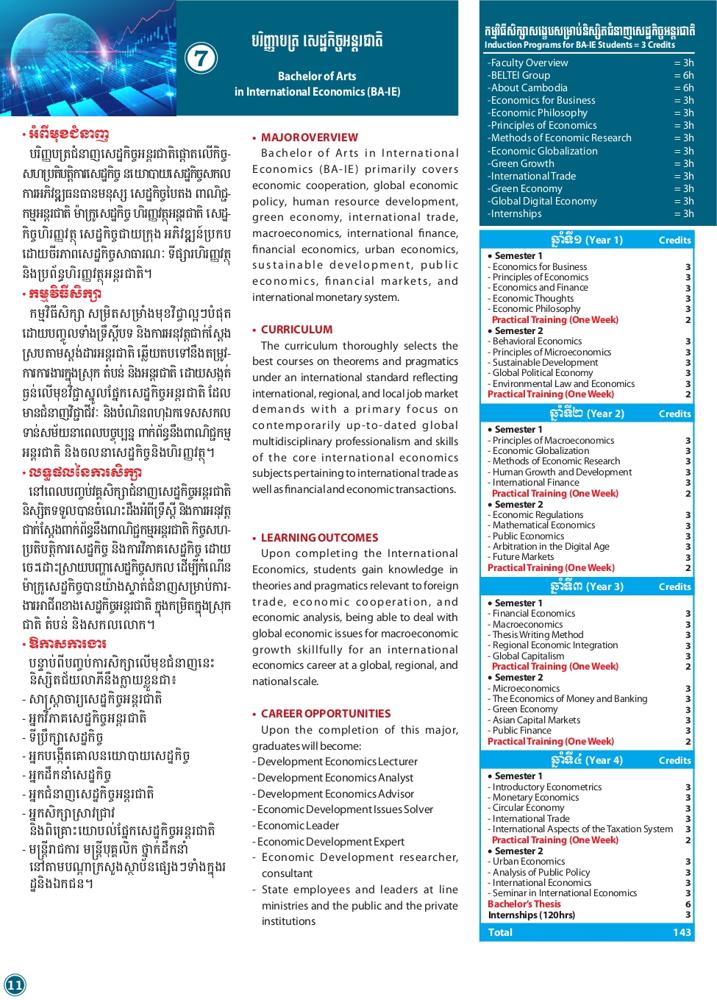 7
បរិញ្ញាបត្រ សេដ្ឋកិច្ចអន្តរជាតិ
Bachelor of Arts
in International Economics (BA-IE)
• អំពីមុខជំនាញ
បរិញ្ញាបត្រជំនាញសេដ្ឋកិច្ចអន្តរជាតិផ្តោតលើកិច្ច-
សហប្រតិបត្តិការសេដ្ឋកិច្ច នយោបាយសេដ្ឋកិច្ចសកល
ការអភិវឌ្ឍធនធានមនុស្ស សេដ្ឋកិច្ចបៃតង ពាណិជ្ជ-
កម្មអន្តរជាតិ ម៉ាក្រូសេដ្ឋកិច្ច ហិរញ្ញវត្ថុអន្តរជាតិ សេដ្ឋ-
កិច្ចហិរញ្ញវត្ថុ សេដ្ឋកិច្ចជាយក្រុង អភិវឌ្ឍន៍ប្រកប
ដោយចីរភាពសេដ្ឋកិច្ចសាធារណៈ ទីផ្សារហិរញ្ញវត្ថុ
និងប្រព័ន្ធហិរញ្ញវត្ថុអន្តរជាតិ។
• កម្មវិធីសិក្សា
កម្មវិធីសិក្សា សម្រិតសម្រាំងមុខវិជ្ជាល្អៗបំផុត
ដោយបញ្ចូលទាំងទ្រឹស្តីបទ និងការអនុវត្តជាក់ស្តែង
ស្របតាមស្តង់ដារអន្តរជាតិ ឆ្លើយតបទៅនឹងតម្រូវ-
ការការងារក្នុងស្រុក តំបន់ និងអន្តរជាតិ ដោយសង្កត់
ធ្ងន់លើមុខវិជ្ជាស្នូលផ្នែកសេដ្ឋកិច្ចអន្តរជាតិ ដែល
មានជំនាញវិជ្ជាជីវៈ និងបំណិនពហុឯកទេសសកល
ទាន់សម័យនាពេលបច្ចុប្បន្ន ពាក់ព័ន្ធនឹងពាណិជ្ជកម្ម
អន្តរជាតិ និងចលនាសេដ្ឋកិច្ចនិងហិរញ្ញវត្ថុ។
• លទ្ធផលនៃការសិក្សា
នៅពេលបញ្ចប់វគ្គសិក្សាជំនាញសេដ្ឋកិច្ចអន្តរជាតិ
និស្សិតទទួលបានចំណេះដឹងអំពីទ្រឹស្តី និងការអនុវត្ត
ជាក់ស្តែងពាក់ព័ន្ធនឹងពាណិជ្ជកម្មអន្តរជាតិ កិច្ចសហ-
ប្រតិបត្តិការសេដ្ឋកិច្ច និងការវិភាគសេដ្ឋកិច្ច ដោយ
ចេះដោះស្រាយបញ្ហាសេដ្ឋកិច្ចសកល ដើម្បីកំណើន
ម៉ាក្រូសេដ្ឋកិច្ចបានយ៉ាងស្ទាត់ជំនាញសម្រាប់ការ-
ងារអាជីពខាងសេដ្ឋកិច្ចអន្តរជាតិ ក្នុងកម្រិតក្នុងស្រុក
ជាតិ តំបន់ និងសកលលោក។
• ឱកាសការងារ
បន្ទាប់ពីបញ្ចប់ការសិក្សាលើមុខជំនាញនេះ
និស្សិតជ័យលាភីនឹងក្លាយខ្លួនជា៖
- សាស្ត្រាចារ្យសេដ្ឋកិច្ចអន្តរជាតិ
- អ្នកវិភាគសេដ្ឋកិច្ចអន្តរជាតិ
- ទីប្រឹក្សាសេដ្ឋកិច្ច
- អ្នកបង្កើតគោលនយោបាយសេដ្ឋកិច្ច
- អ្នកដឹកនាំសេដ្ឋកិច្ច
- អ្នកជំនាញសេដ្ឋកិច្ចអន្តរជាតិ
- អ្នកសិក្សាស្រាវជ្រាវ
និងពិគ្រោះយោបល់ផ្នែកសេដ្ឋកិច្ចអន្តរជាតិ
- មន្ត្រីរាជការ មន្ត្រីបុគ្គលិក ថ្នាក់ដឹកនាំ
នៅតាមបណ្តាក្រសួងស្ថាប័នផ្សេងៗទាំងក្នុងរ
ដ្ឋនិងឯកជន។
• MAJOR OVERVIEW
Bachelor of Arts in International
Economics (BA-IE) primarily covers
economic cooperation, global economic
policy, human resource development,
green economy, international trade,
macroeconomics, international finance,
financial economics, urban economics,
sustainable development, public
economics, financial markets, and
international monetary system.
• CURRICULUM
The curriculum thoroughly selects the
best courses on theorems and pragmatics
under an international standard reflecting
international, regional, and local job market
demands with a primary focus on
contemporarily up-to-dated global
multidisciplinary professionalism and skills
of the core international economics
subjects pertaining to international trade as
well as financial and economic transactions.
• LEARNING OUTCOMES
Upon completing the International
Economics, students gain knowledge in
theories and pragmatics relevant to foreign
trade, economic cooperation, and
economic analysis, being able to deal with
global economic issues for macroeconomic
growth skillfully for an international
economics career at a global, regional, and
national scale.
• CAREER OPPORTUNITIES
Upon the completion of this major,
graduates will become:
- Development Economics Lecturer
- Development Economics Analyst
- Development Economics Advisor
- Economic Development Issues Solver
- Economic Leader
- Economic Development Expert
- Economic Development researcher,
consultant
- State employees and leaders at line
ministries and the public and the private
institutions
កម្មវិធីសិក្សាសង្ខេបសម្រាប់និស្សិតជំនាញសេដ្ឋកិច្ចអន្តរជាតិ
Induction Programs for BA-IE Students = 3 Credits
-Faculty Overview = 3h
-BELTEI Group = 6h
-About Cambodia = 6h
-Economics for Business = 3h
-Economic Philosophy = 3h
-Principles of Economics = 3h
-Methods of Economic Research = 3h
-Economic Globalization = 3h
-Green Growth = 3h
-International Trade = 3h
-Green Economy = 3h
-Global Digital Economy = 3h
-Internships = 3h
ឆ្នាំទី១ (Year 1) Credits
● Semester 1
- Economics for Business 3
- Principles of Economics 3
- Economics and Finance 3
- Economic Thoughts 3
- Economic Philosophy 3
Practical Training (One Week) 2
● Semester 2
- Behavioral Economics 3
- Principles of Microeconomics 3
- Sustainable Development 3
- Global Political Economy 3
- Environmental Law and Economics 3
Practical Training (One Week) 2
ឆ្នាំទី២ (Year 2) Credits
● Semester 1
- Principles of Macroeconomics 3
- Economic Globalization 3
- Methods of Economic Research 3
- Human Growth and Development 3
- International Finance 3
Practical Training (One Week) 2
● Semester 2
- Economic Regulations 3
- Mathematical Economics 3
- Public Economics 3
- Arbitration in the Digital Age 3
- Future Markets 3
Practical Training (One Week) 2
ឆ្នាំទី៣ (Year 3) Credits
● Semester 1
- Financial Economics 3
- Macroeconomics 3
- Thesis Writing Method 3
- Regional Economic Integration 3
- Global Capitalism 3
Practical Training (One Week) 2
● Semester 2
- Microeconomics 3
- The Economics of Money and Banking 3
- Green Economy 3
- Asian Capital Markets 3
- Public Finance 3
Practical Training (One Week) 2
ឆ្នាំទី៤ (Year 4) Credits
● Semester 1
- Introductory Econometrics 3
- Monetary Economics 3
- Circular Economy 3
- International Trade 3
- International Aspects of the Taxation System 3
Practical Training (One Week) 2
● Semester 2
- Urban Economics 3
- Analysis of Public Policy 3
- International Economics 3
- Seminar in International Economics 3
Bachelor's Thesis 6
Internships (120hrs) 3
Total 143
11